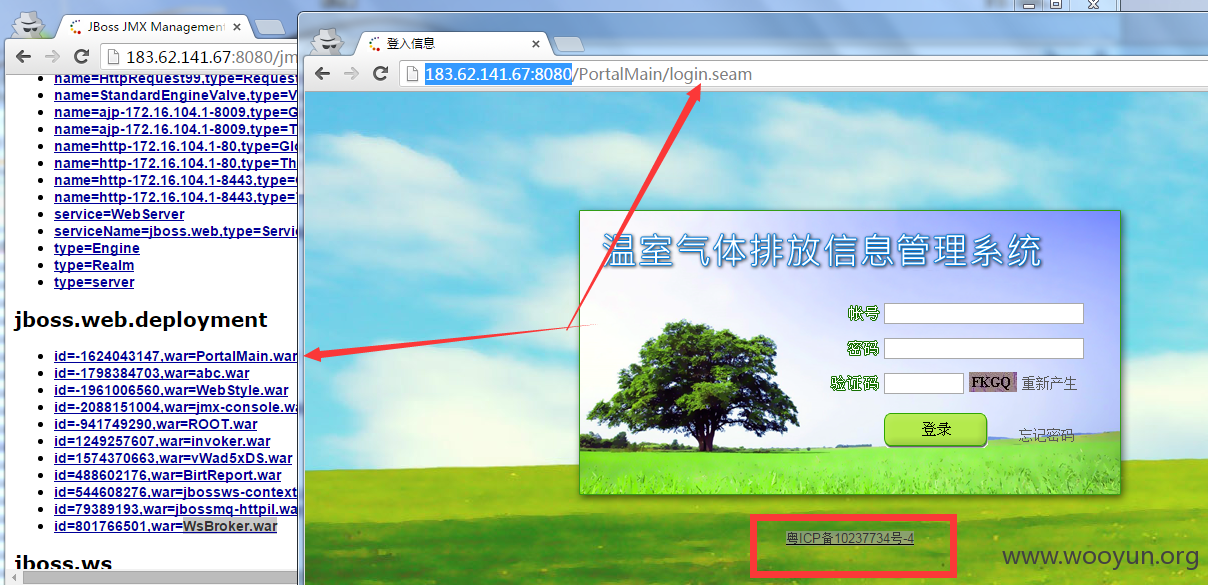 JBoss JMX Management
183.62.141.67:8080/jm
name=HttpRequest99,type=Request
name=StandardEngineValve,type=V
name=ajp-172.16.104.1-8009,type=G
name=ajp-172.16.104.1-8009,type=T
name=http-172.16.104.1-80,type=Glo
name=http-172.16.104.1-80,type=Th
name=http-172.16.104.1-8443,type=
name=http-172.16.104.1-8443,type=
service=WebServer
serviceName=jboss.web,type=Servi
type=Engine
type=Realm
type=server
jboss.web.deployment
id=-1624043147,war=PortalMain.war
id=-1798384703,war=abc.war
id=-1961006560,war=WebStyle.war
id=-2088151004,war=jmx-console.wa
id=-941749290,war=ROOT.war
id=1249257607,war=invoker.war
id=1574370663,war=vWad5xDS.war
id=488602176,war=BirtReport.war
id=544608276,war=jbossws-context
id=79389193,war=jbossmq-httpil.wa
id=801766501,war=WsBroker.war
jboss.ws
登入信息
183.62.141.67:8080/PortalMain/login.seam
温室气体排放信息管理系统
帐号
密码
验证码 FKGQ 重新产生
登录 忘记密码
粤ICP备10237734号-4
www.wooyun.org